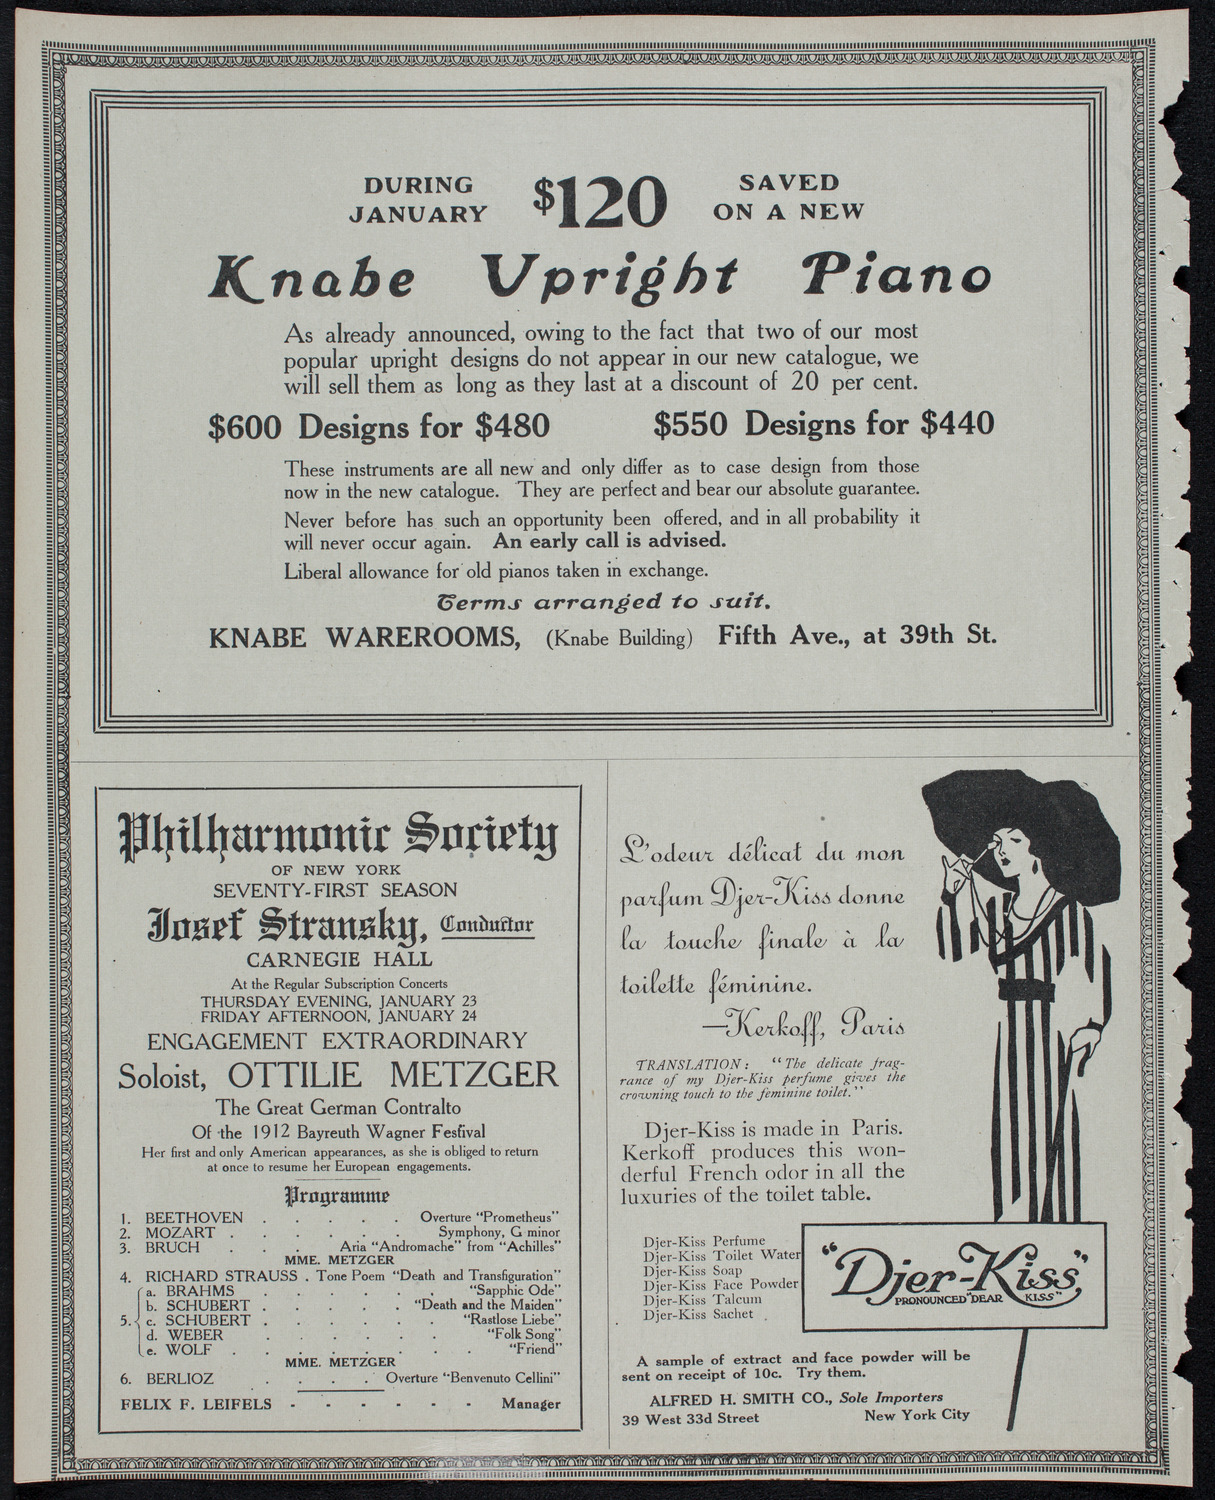 DURING JANUARY $120 SAVED ON A NEW
Knabe Upright Piano
As already announced, owing to the fact that two of our most
popular upright designs do not appear in our new catalogue, we
will sell them as long as they last at a discount of 20 per cent.
$600 Designs for $480 $550 Designs for $440
These instruments are all new and only differ as to case design from those
now in the new catalogue. They are perfect and bear our absolute guarantee.
Never before has such an opportunity been offered, and in all probability it
will never occur again. An early call is advised.
Liberal allowance for old pianos taken in exchange.
Terms arranged to suit.
KNABE WAREROOMS, (Knabe Building) Fifth Ave., at 39th St.
Philharmonic Society
OF NEW YORK
SEVENTY-FIRST SEASON
Josef Stransky, Conductor
CARNEGIE HALL
At the Regular Subscription Concerts
THURSDAY EVENING, JANUARY 23
FRIDAY AFTERNOON, JANUARY 24
ENGAGEMENT EXTRAORDINARY
Soloist, OTTILIE METZGER
The Great German Contralto
Of the 1912 Bayreuth Wagner Festival
Her first and only American appearances, as she is obliged to return
at once to resume her European engagements.
Programme
1. BEETHOVEN . . . . . Overture "Prometheus"
2. MOZART . . . . . . Symphony, G minor
3. BRUCH . . . Aria "Andromache" from "Achilles"
MME. METZGER
4. RICHARD STRAUSS . Tone Poem "Death and Transfiguration"
a. BRAHMS . . . . . . "Sapphic Ode"
b. SCHUBERT . . . . . "Death and the Maiden"
5. c. SCHUBERT . . . . . . "Rastlose Liebe"
d. WEBER . . . . . . "Folk Song"
e. WOLF . . . . . . . "Friend"
MME. METZGER
6. BERLIOZ . . . . Overture "Benvenuto Cellini"
FELIX F. LEIFELS - - - - - - Manager
L'odeur délicat du mon
parfum Djer-Kiss donne
la touche finale à la
toilette féminine.
—Kerkoff, Paris
TRANSLATION: "The delicate frag-
rance of my Djer-Kiss perfume gives the
crowning touch to the feminine toilet."
Djer-Kiss is made in Paris.
Kerkoff produces this won-
derful French odor in all the
luxuries of the toilet table.
Djer-Kiss Perfume
Djer-Kiss Toilet Water
Djer-Kiss Soap
Djer-Kiss Face Powder
Djer-Kiss Talcum
Djer-Kiss Sachet
"Djer-Kiss"
PRONOUNCED "DEAR KISS"
A sample of extract and face powder will be
sent on receipt of 10c. Try them.
ALFRED H. SMITH CO., Sole Importers
39 West 33d Street New York City